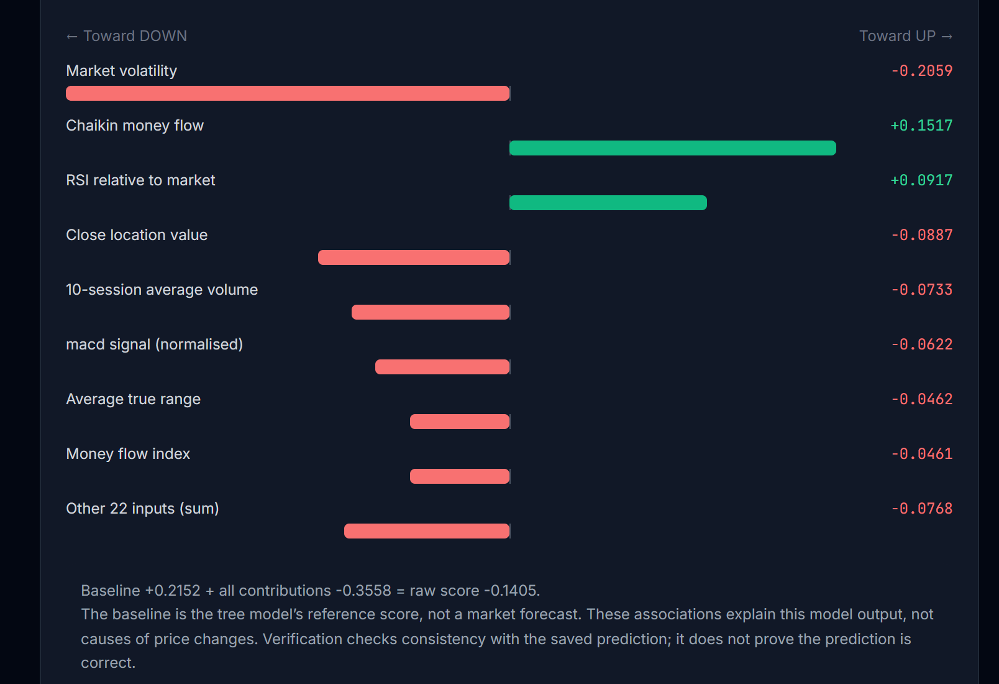 ← Toward DOWN
Toward UP →
Market volatility
-0.2059
Chaikin money flow
+0.1517
RSI relative to market
+0.0917
Close location value
-0.0887
10-session average volume
-0.0733
macd signal (normalised)
-0.0622
Average true range
-0.0462
Money flow index
-0.0461
Other 22 inputs (sum)
-0.0768
Baseline +0.2152 + all contributions -0.3558 = raw score -0.1405.
The baseline is the tree model’s reference score, not a market forecast. These associations explain this model output, not
causes of price changes. Verification checks consistency with the saved prediction; it does not prove the prediction is
correct.